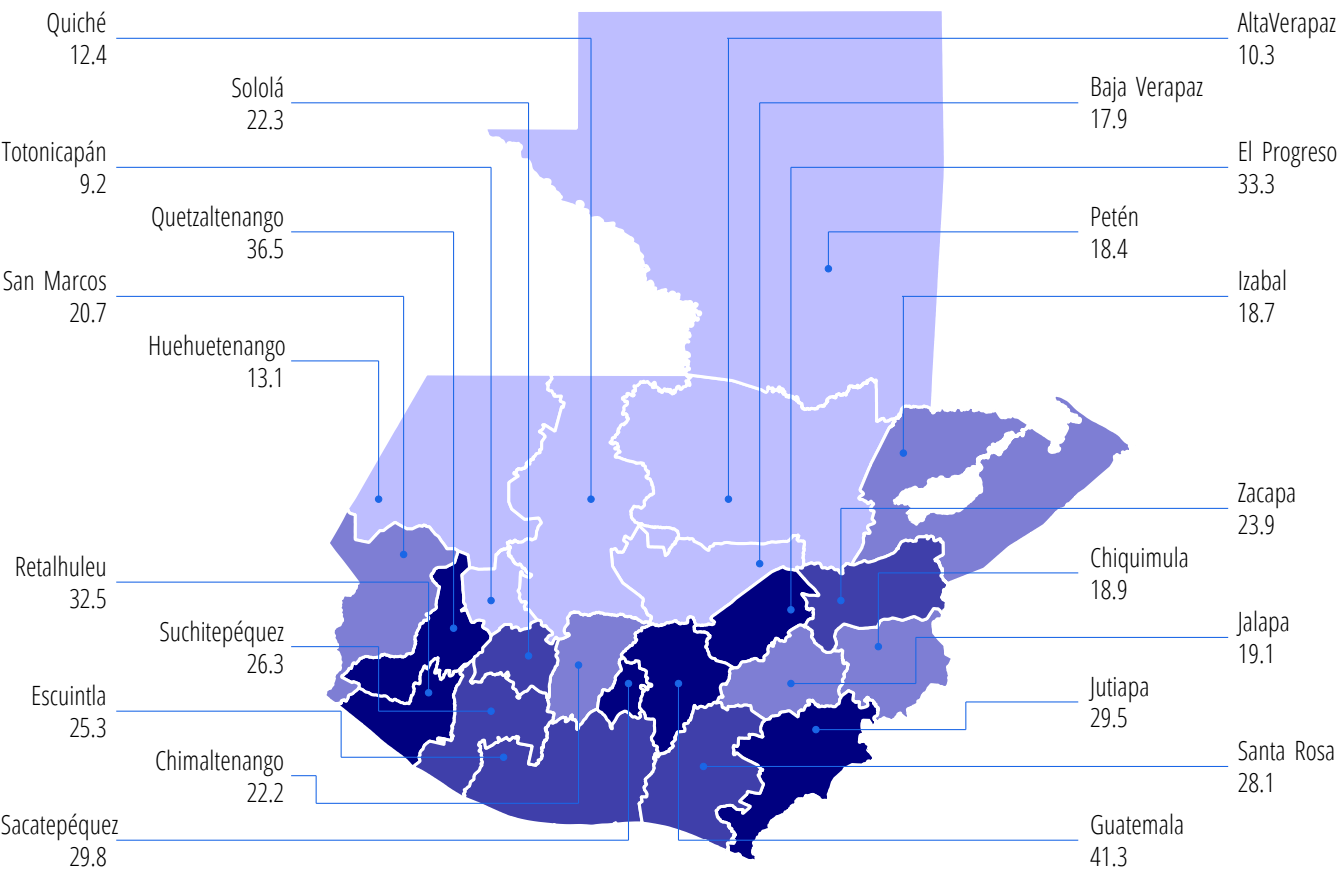 Quiché
12.4
Sololá
22.3
Totonicapán
9.2
Quetzaltenango
36.5
San Marcos
20.7
Huehuetenango
13.1
Retalhuleu
32.5
Suchitepéquez
26.3
Escuintla
25.3
Chimaltenango
22.2
Sacatepéquez
29.8
AltaVerapaz
10.3
Baja Verapaz
17.9
El Progreso
33.3
Petén
18.4
Izabal
18.7
Zacapa
23.9
Chiquimula
18.9
Jalapa
19.1
Jutiapa
29.5
Santa Rosa
28.1
Guatemala
41.3